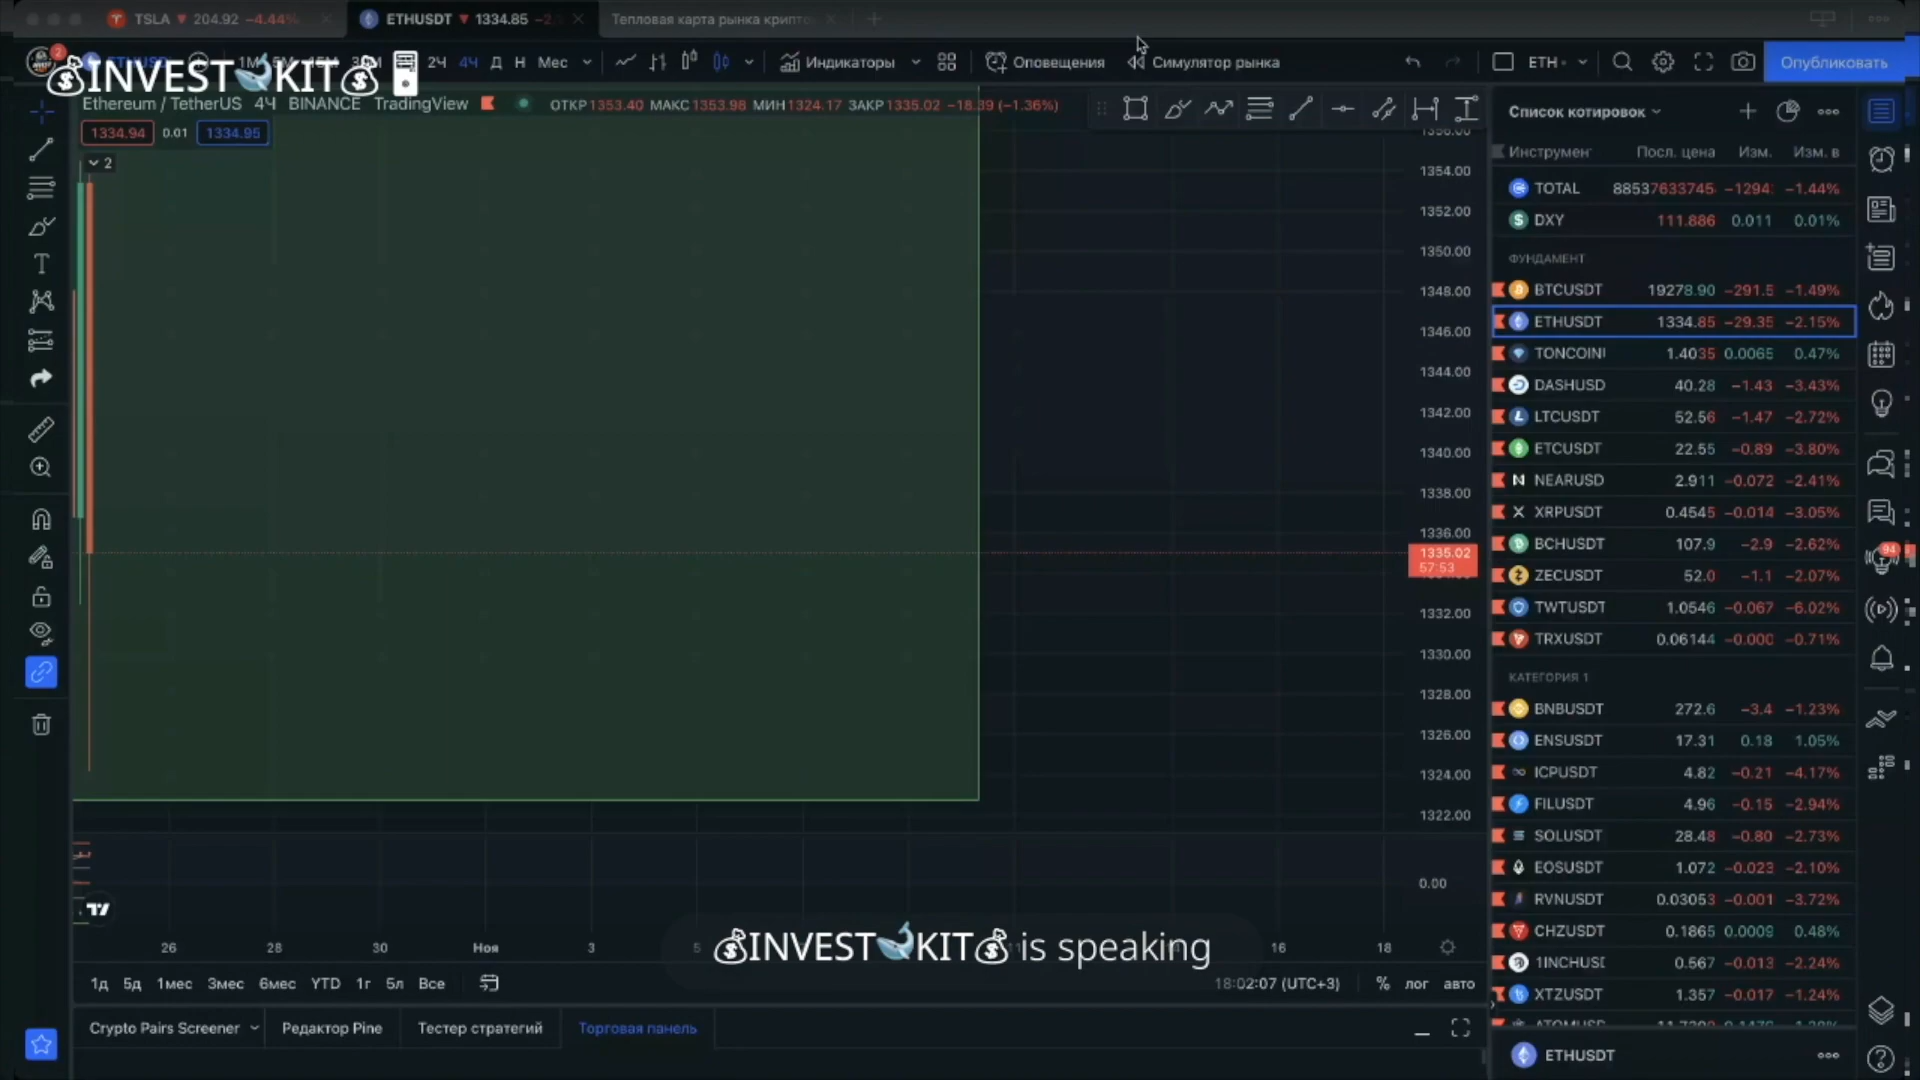 TSLA 204.92 −4.44%
ETHUSDT 1334.85
Тепловая карта рынка крипто
💰INVEST🐋KIT💰🖥
2
2Ч 4Ч Д Н Мес
Индикаторы
Оповещения
Симулятор рынка
ETH
Опубликовать
Ethereum / TetherUS 4Ч BINANCE TradingView
ОТКР1353.40 МАКС1353.98 МИН1324.17 ЗАКР1335.02 −18.39 (−1.36%)
1334.94 0.01 1334.95
2
1354.00
1352.00
1350.00
1348.00
1346.00
1344.00
1342.00
1340.00
1338.00
1336.00
1335.02
57:53
1332.00
1330.00
1328.00
1326.00
1324.00
1322.00
0.00
26 28 30 Ноя 3 5 16 18
💰INVEST🐋KIT💰 is speaking
1д 5д 1мес 3мес 6мес YTD 1г 5л Все
18:02:07 (UTC+3) % лог авто
Crypto Pairs Screener
Редактор Pine
Тестер стратегий
Торговая панель
Список котировок
Инструмен Посл. цена Изм. Изм. в
TOTAL 88537633745 −1294 −1.44%
DXY 111.886 0.011 0.01%
ФУНДАМЕНТ
BTCUSDT 19278.90 −291.5 −1.49%
ETHUSDT 1334.85 −29.35 −2.15%
TONCOIN 1.4035 0.0065 0.47%
DASHUSD 40.28 −1.43 −3.43%
LTCUSDT 52.56 −1.47 −2.72%
ETCUSDT 22.55 −0.89 −3.80%
NEARUSD 2.911 −0.072 −2.41%
XRPUSDT 0.4545 −0.014 −3.05%
BCHUSDT 107.9 −2.9 −2.62%
ZECUSDT 52.0 −1.1 −2.07%
TWTUSDT 1.0546 −0.067 −6.02%
TRXUSDT 0.06144 −0.000 −0.71%
КАТЕГОРИЯ 1
BNBUSDT 272.6 −3.4 −1.23%
ENSUSDT 17.31 0.18 1.05%
ICPUSDT 4.82 −0.21 −4.17%
FILUSDT 4.96 −0.15 −2.94%
SOLUSDT 28.48 −0.80 −2.73%
EOSUSDT 1.072 −0.023 −2.10%
RVNUSDT 0.03053 −0.001 −3.72%
CHZUSDT 0.1865 0.0009 0.48%
1INCHUSI 0.567 −0.013 −2.24%
XTZUSDT 1.357 −0.017 −1.24%
ETHUSDT
94